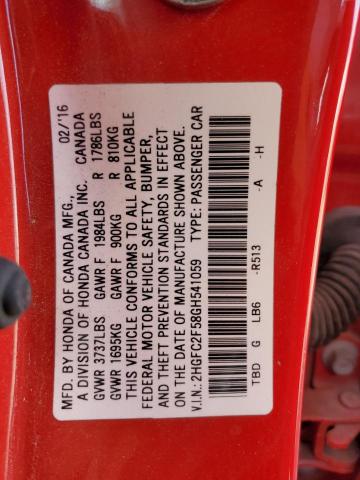 MFD. BY HONDA OF CANADA MFG., 02/'16
A DIVISION OF HONDA CANADA INC. CANADA
GVWR 3737LBS GAWR F 1984LBS R 1786LBS
GVWR 1695KG GAWR F 900KG R 810KG
THIS VEHICLE CONFORMS TO ALL APPLICABLE
FEDERAL MOTOR VEHICLE SAFETY, BUMPER,
AND THEFT PREVENTION STANDARDS IN EFFECT
ON THE DATE OF MANUFACTURE SHOWN ABOVE.
V.I.N.: 2HGFC2F58GH541059 TYPE: PASSENGER CAR
TBD G LB6 -R513 -A -H